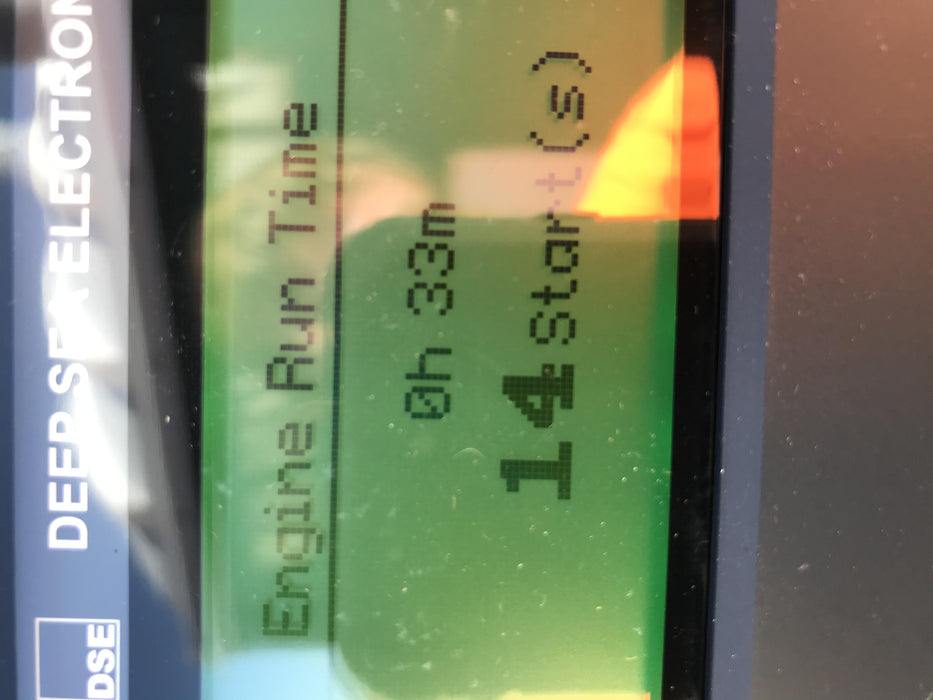 DSE DEEP SEA ELECTRON
Engine Run Time
0h 33m
14 Start(s)